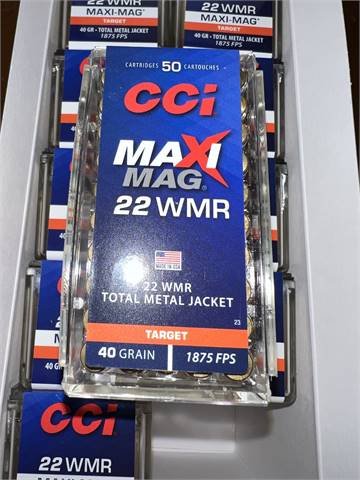 22 WMR
MAXI-MAG®
TARGET
40 GR - TOTAL METAL JACKET
1875 FPS
22 WMR
MAXI-MAG®
TARGET
40 GR - TOTAL METAL JACKET
1875 FPS
CARTRIDGES 50 CARTOUCHES
CCi
MAXI
MAG®
22 WMR
MADE IN USA
22 WMR
TOTAL METAL JACKET
23
TARGET
40 GRAIN
1875 FPS
CCi
22 WMR